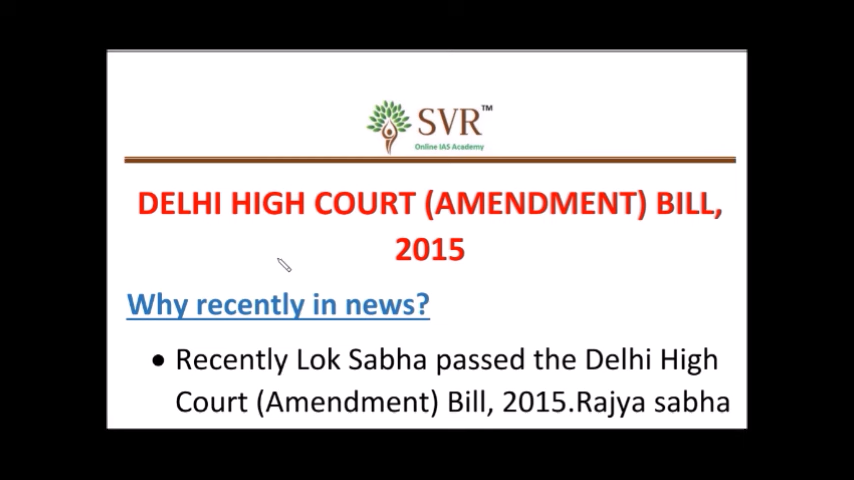 SVR™
Online IAS Academy
DELHI HIGH COURT (AMENDMENT) BILL,
2015
Why recently in news?
• Recently Lok Sabha passed the Delhi High
Court (Amendment) Bill, 2015.Rajya sabha